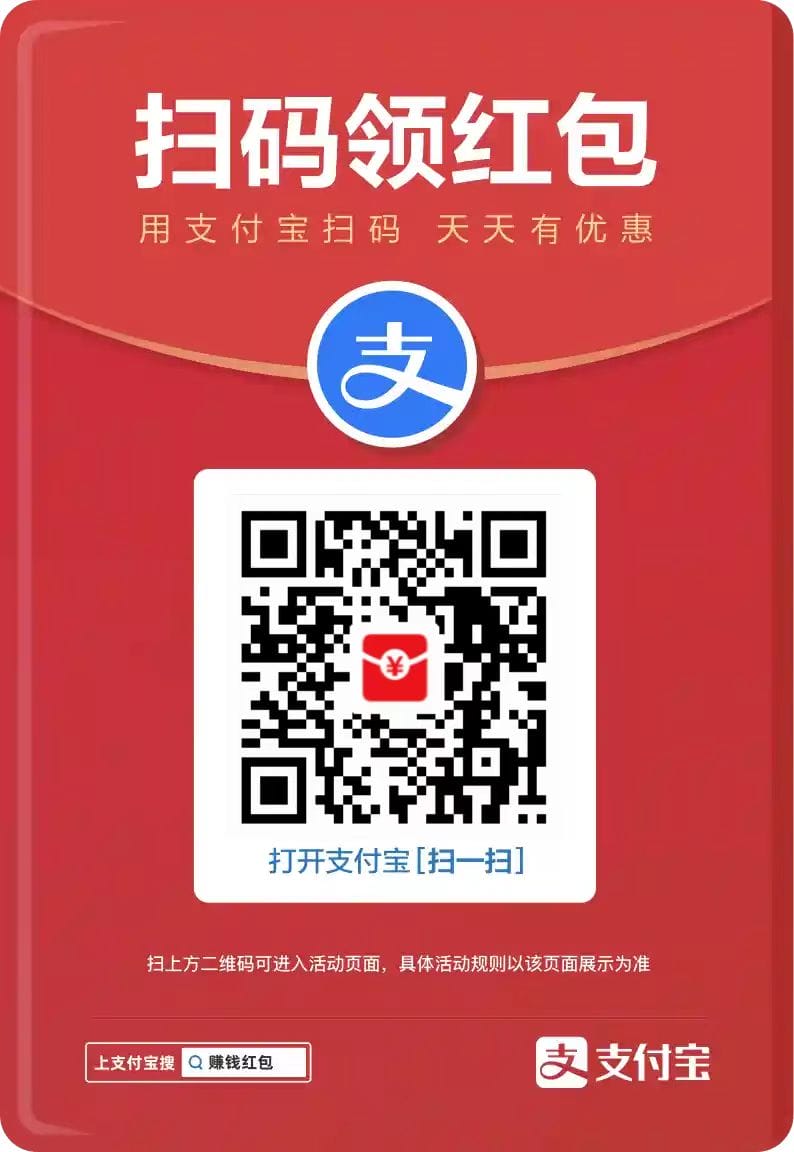 扫码领红包
用支付宝扫码 天天有优惠
支
¥
打开支付宝[扫一扫]
扫上方二维码可进入活动页面，具体活动规则以该页面展示为准
上支付宝搜 赚钱红包
支 支付宝